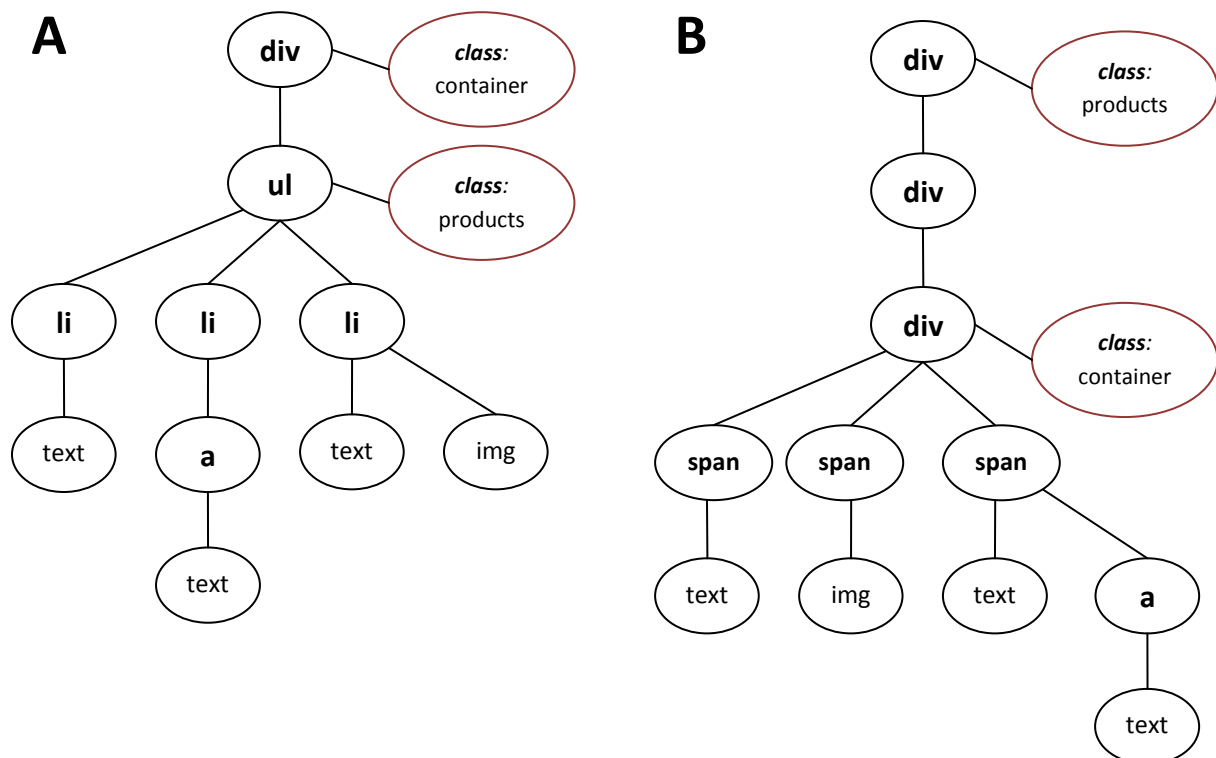 A
div
class:
container
ul
class:
products
li
li
li
text
a
text
img
text
B
div
class:
products
div
div
class:
container
span
span
span
text
img
text
a
text